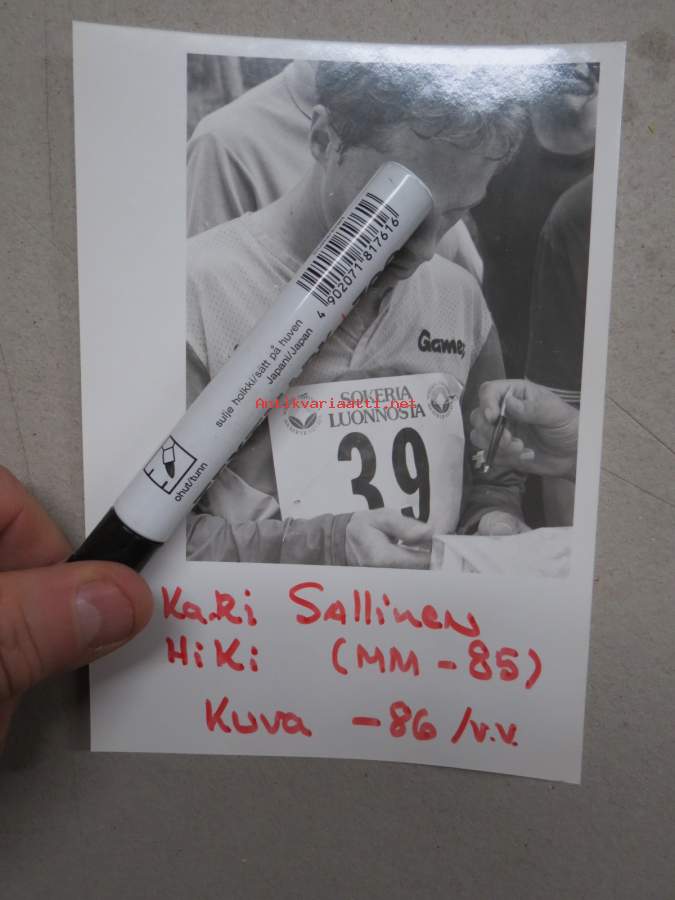 4 902071 817616
sulje holkki/sätt på huven
Japani/Japan
ohut/tunn
Games
Antikvariaatti.net
SOKERIA
LUONNOSTA
39
Kari Sallinen
HiKi (MM-85)
Kuva -86 /v.v.